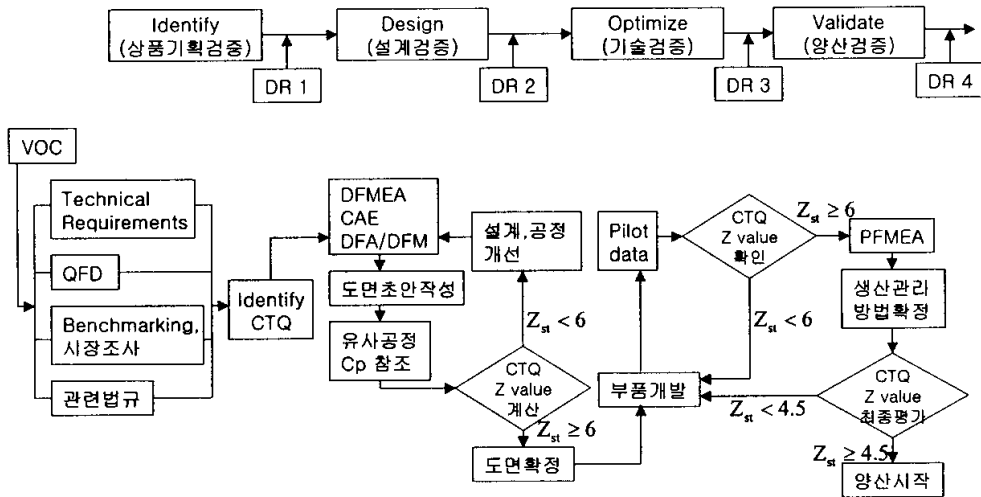 Identify
(상품기획검증)
Design
(설계검증)
Optimize
(기술검증)
Validate
(양산검증)
DR 1
DR 2
DR 3
DR 4
VOC
Technical
Requirements
QFD
Benchmarking,
시장조사
관련법규
Identify
CTQ
DFMEA
CAE
DFA/DFM
도면초안작성
유사공정
Cp 참조
설계,공정
개선
Zst < 6
CTQ
Z value
계산
Zst ≥ 6
도면확정
Pilot
data
부품개발
CTQ
Z value
확인
Zst ≥ 6
Zst < 6
PFMEA
생산관리
방법확정
CTQ
Z value
최종평가
Zst < 4.5
Zst ≥ 4.5
양산시작